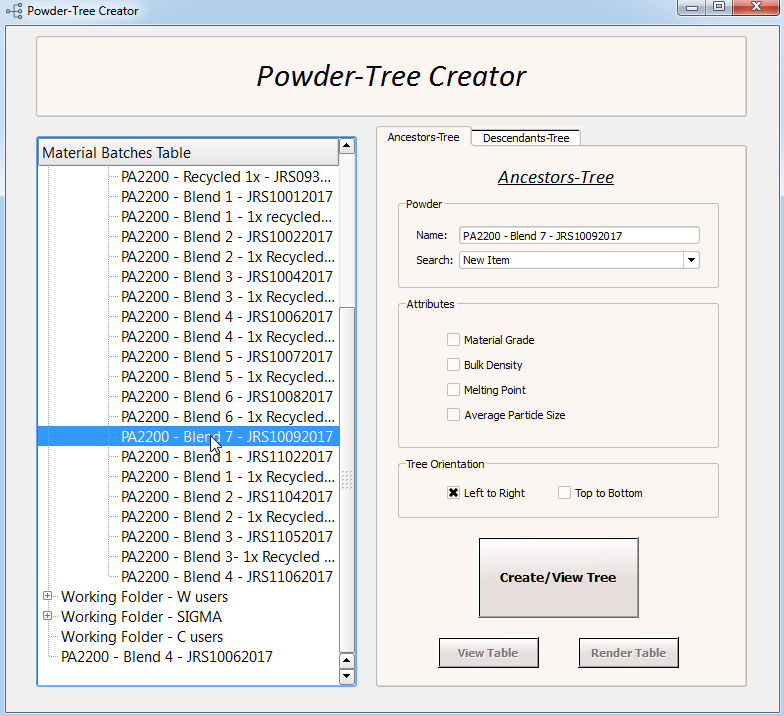 Powder-Tree Creator
Powder-Tree Creator
Material Batches Table
PA2200 - Recycled 1x - JRS093...
PA2200 - Blend 1 - JRS10012017
PA2200 - Blend 1 - 1x recycled...
PA2200 - Blend 2 - JRS10022017
PA2200 - Blend 2 - 1x Recycled...
PA2200 - Blend 3 - JRS10042017
PA2200 - Blend 3 - 1x Recycled...
PA2200 - Blend 4 - JRS10062017
PA2200 - Blend 4 - 1x Recycled...
PA2200 - Blend 5 - JRS10072017
PA2200 - Blend 5 - 1x Recycled...
PA2200 - Blend 6 - JRS10082017
PA2200 - Blend 6 - 1x Recycled...
PA2200 - Blend 7 - JRS10092017
PA2200 - Blend 1 - JRS11022017
PA2200 - Blend 1 - 1x Recycled...
PA2200 - Blend 2 - JRS11042017
PA2200 - Blend 2 - 1x Recycled...
PA2200 - Blend 3 - JRS11052017
PA2200 - Blend 3- 1x Recycled ...
PA2200 - Blend 4 - JRS11062017
Working Folder - W users
Working Folder - SIGMA
Working Folder - C users
PA2200 - Blend 4 - JRS10062017
Ancestors-Tree
Descendants-Tree
Ancestors-Tree
Powder
Name: PA2200 - Blend 7 - JRS10092017
Search: New Item
Attributes
Material Grade
Bulk Density
Melting Point
Average Particle Size
Tree Orientation
Left to Right
Top to Bottom
Create/View Tree
View Table
Render Table